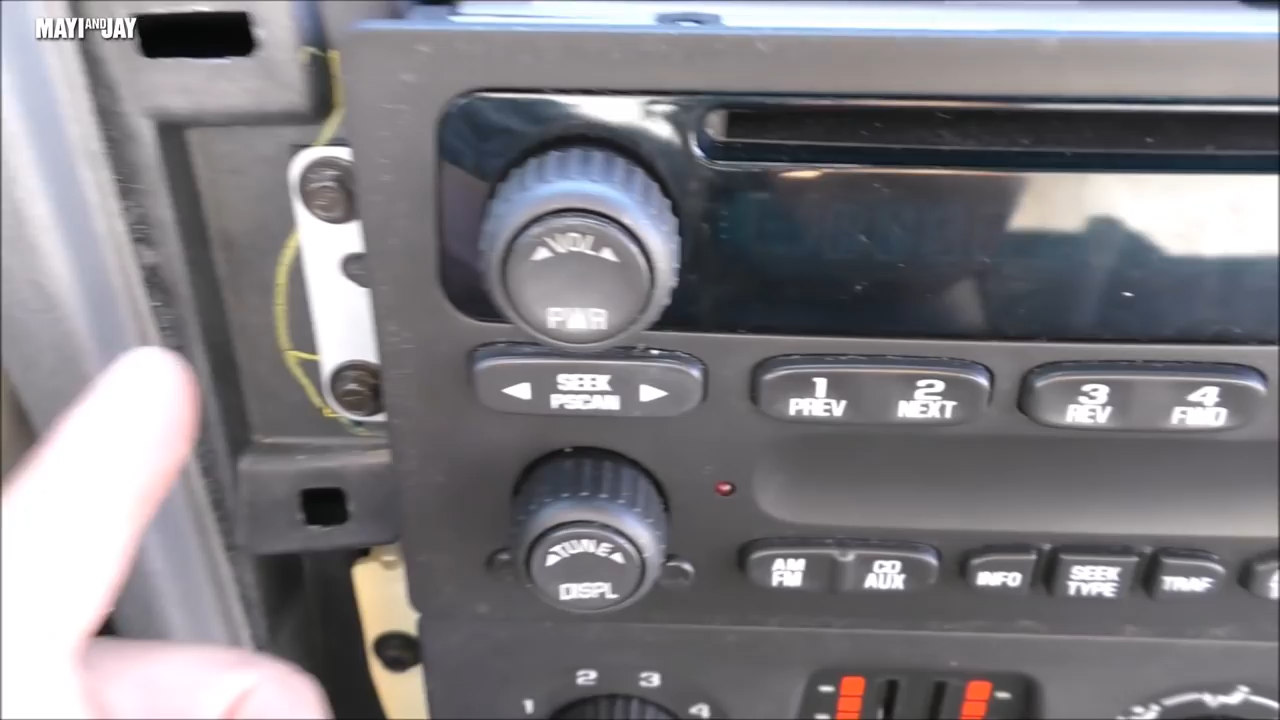 MAYI AND JAY
VOL
PWR
SEEK
PSCAN
1
PREV
2
NEXT
3
REV
4
FWD
TUNE
DISPL
AM
FM
CD
AUX
INFO
SEEK
TYPE
TRAF
1 2 3 4